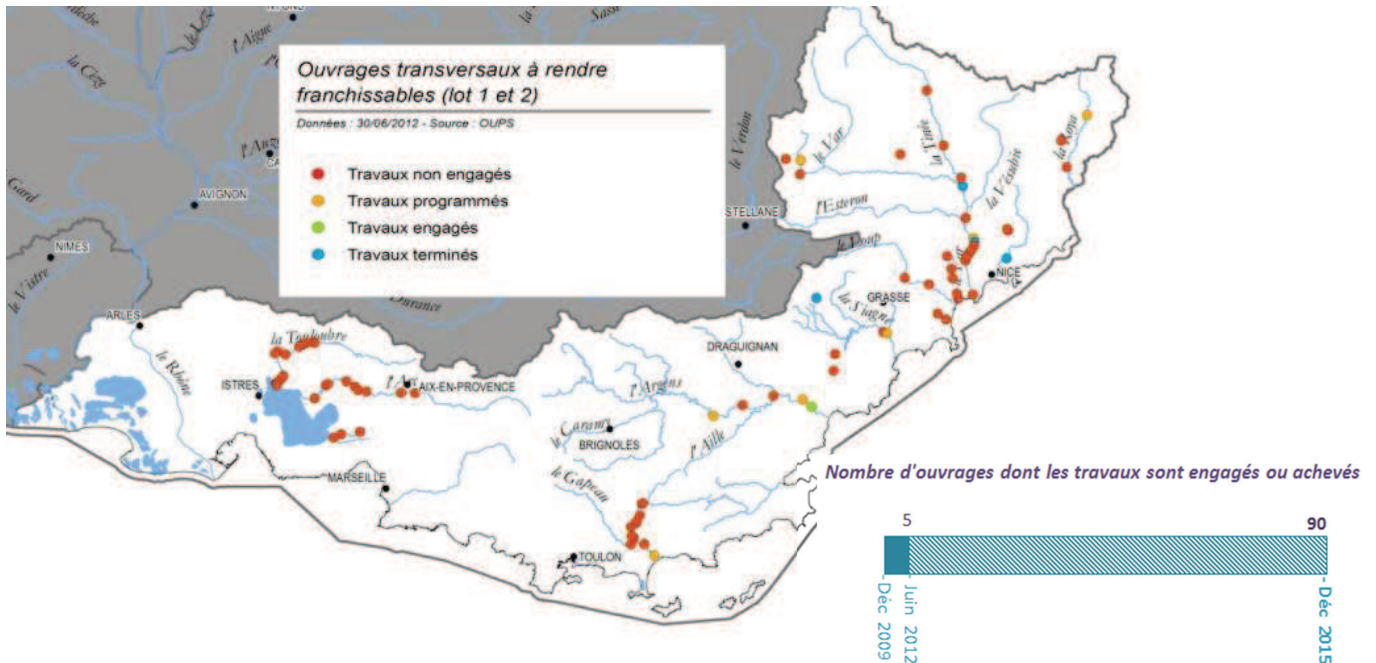 NYONS
l'Aigue
la Cèze
AVIGNON
Gard
NIMES
le Vistre
Durance
le Verdon
STELLANE
Ouvrages transversaux à rendre
franchissables (lot 1 et 2)
Données : 30/06/2012 - Source : OUPS
Travaux non engagés
Travaux programmés
Travaux engagés
Travaux terminés
le Var
la Tinée
la Roya
la Vésubie
l'Esteron
le Loup
le Var
NICE
GRASSE
la Siagne
ARLES
le Rhône
la Touloubre
ISTRES
l'Arc
AIX-EN-PROVENCE
DRAGUIGNAN
l'Argens
le Caramy
BRIGNOLES
l'Aille
MARSEILLE
le Gapeau
TOULON
Nombre d'ouvrages dont les travaux sont engagés ou achevés
5
90
Déc 2009
Juin 2012
Déc 2015